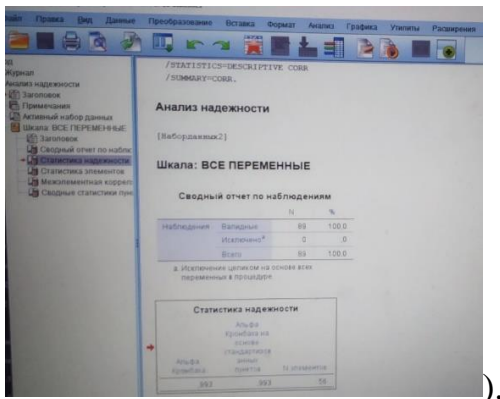 Файл Правка Вид Данные Преобразование Вставка Формат Анализ Графика Утилиты Расширения
/STATISTICS=DESCRIPTIVE CORR
/SUMMARY=CORR.
Журнал
Анализ надежности
Заголовок
Примечания
Активный набор данных
Шкала: ВСЕ ПЕРЕМЕННЫЕ
Заголовок
Сводный отчет по наблю
Статистика надежности
Статистика элементов
Межэлементная коррел
Сводные статистики пун
Анализ надежности
[Наборданных2]
Шкала: ВСЕ ПЕРЕМЕННЫЕ
Сводный отчет по наблюдениям
N %
Наблюдения Валидные 89 100,0
Исключено^a 0 ,0
Всего 89 100,0
a. Исключение целиком на основе всех
переменных в процедуре.
Статистика надежности
Альфа
Кронбаха на
основе
Альфа
Кронбаха пунктов N элементов
,993 ,993 56
).